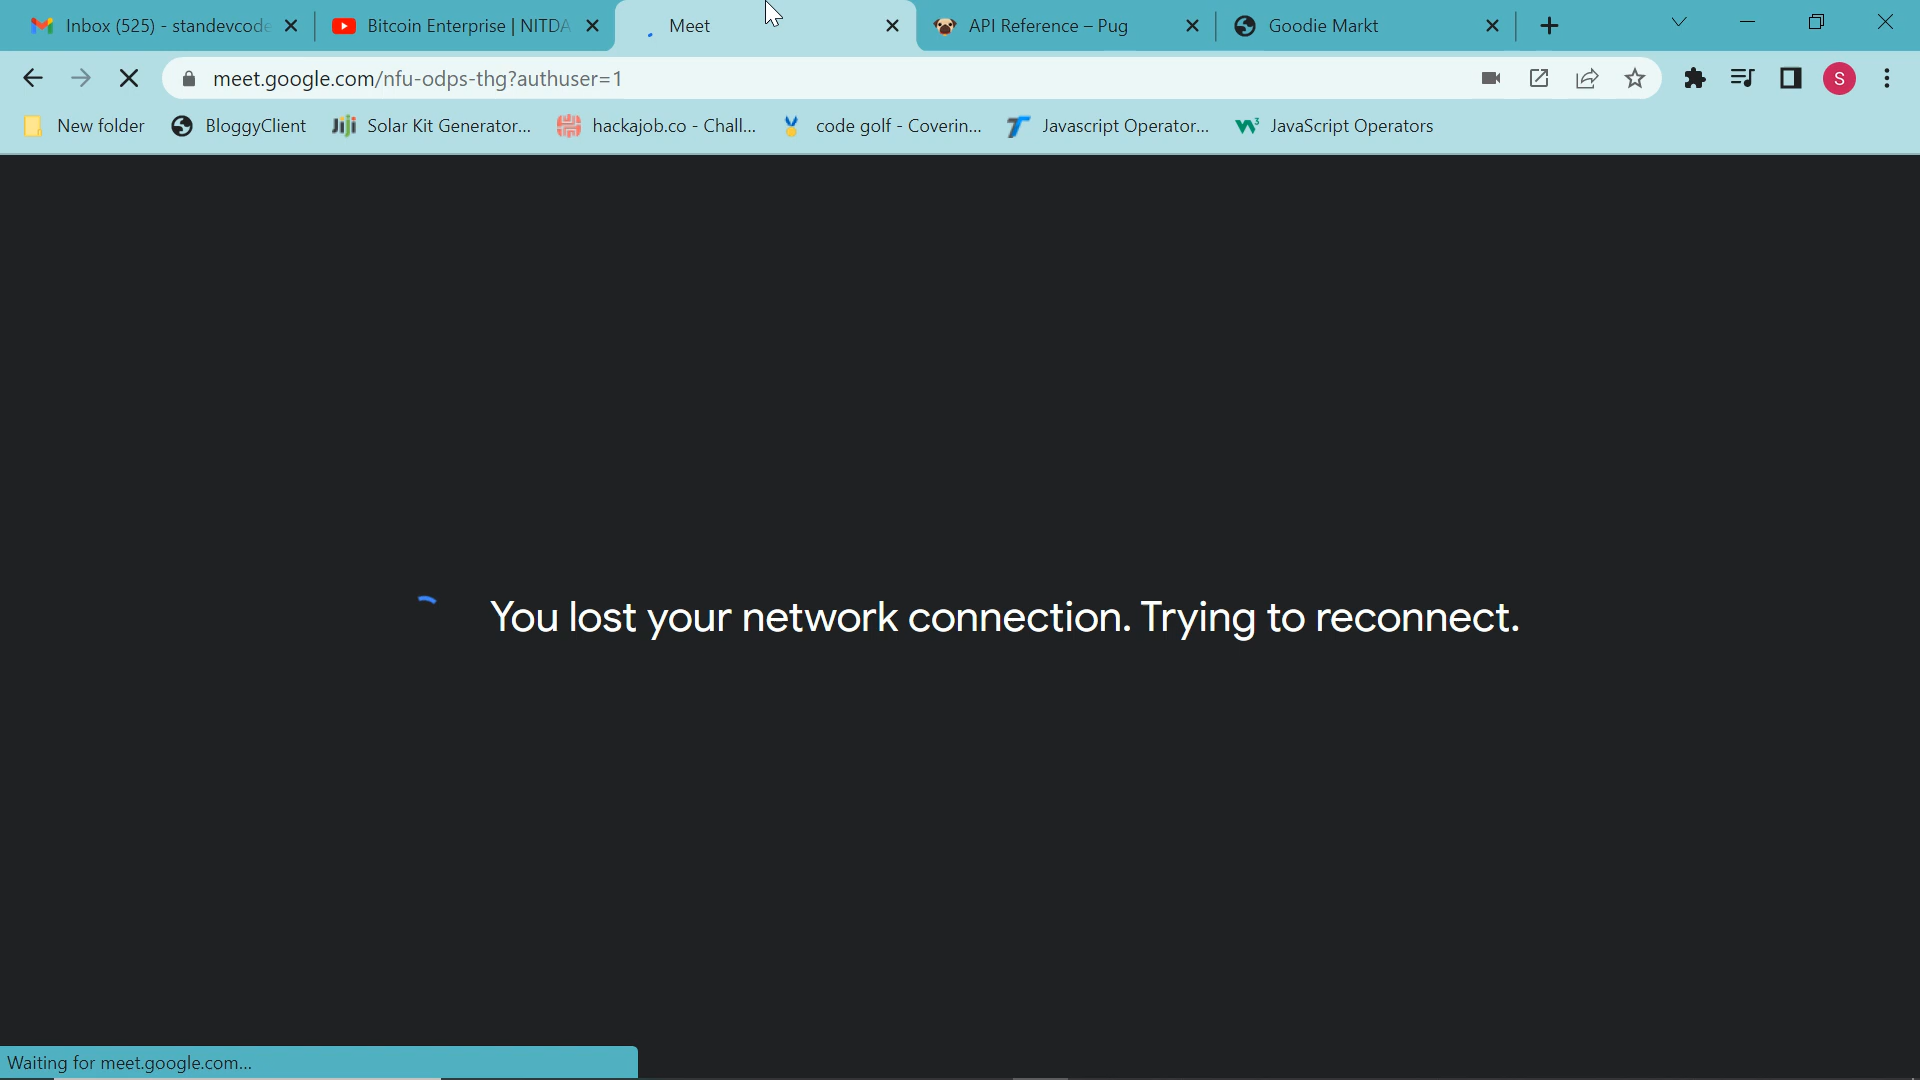 Inbox (525) - standevcode
Bitcoin Enterprise | NITDA
Meet
API Reference – Pug
Goodie Markt
meet.google.com/nfu-odps-thg?authuser=1
S
New folder
BloggyClient
Jiji Solar Kit Generator...
hackajob.co - Chall...
code golf - Coverin...
Javascript Operator...
JavaScript Operators
You lost your network connection. Trying to reconnect.
Waiting for meet.google.com...